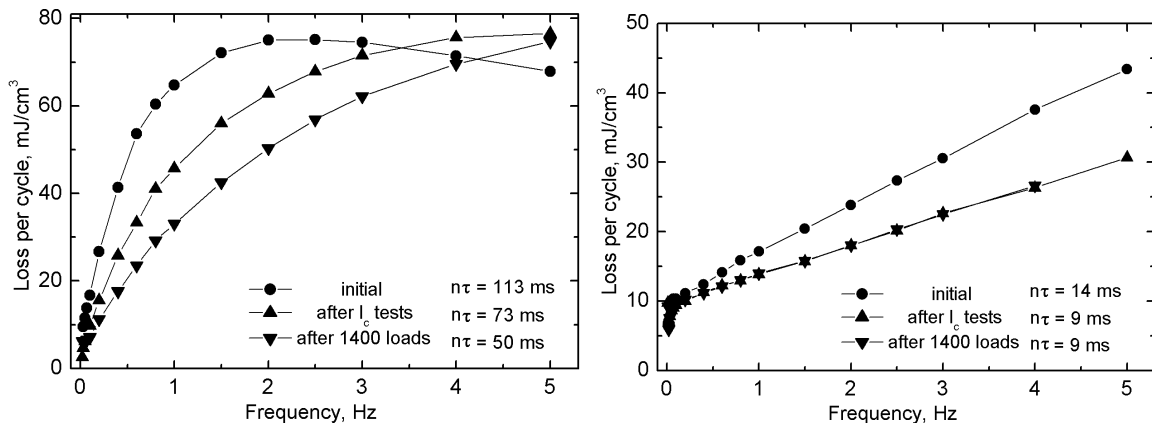 80
60
40
20
0
Loss per cycle, mJ/cm³
initial nτ = 113 ms
after I_c tests nτ = 73 ms
after 1400 loads nτ = 50 ms
0 1 2 3 4 5
Frequency, Hz
50
40
30
20
10
0
Loss per cycle, mJ/cm³
initial nτ = 14 ms
after I_c tests nτ = 9 ms
after 1400 loads nτ = 9 ms
0 1 2 3 4 5
Frequency, Hz